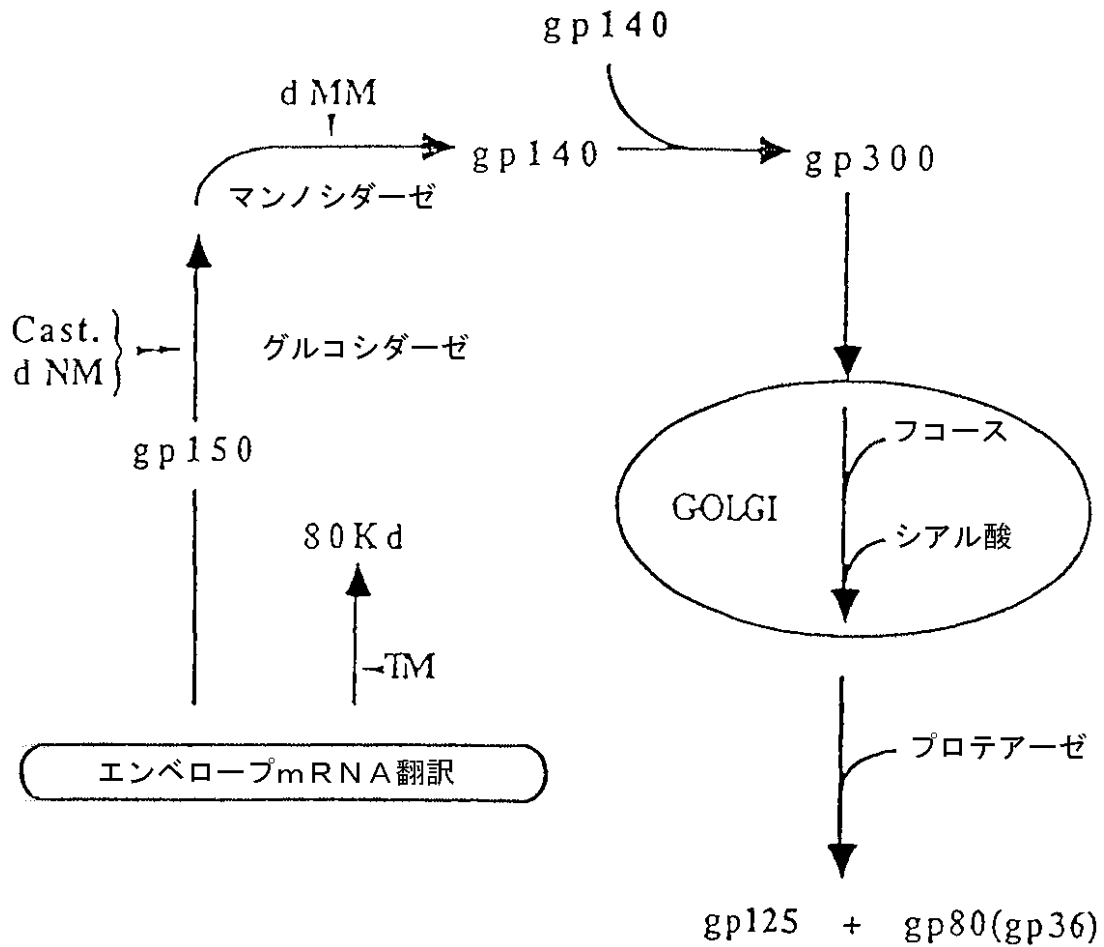 gp140
dMM
gp140
gp300
マンノシダーゼ
Cast.
dNM
グルコシダーゼ
gp150
フコース
GOLGI
シアル酸
80Kd
TM
プロテアーゼ
エンベロープmRNA翻訳
gp125 + gp80(gp36)